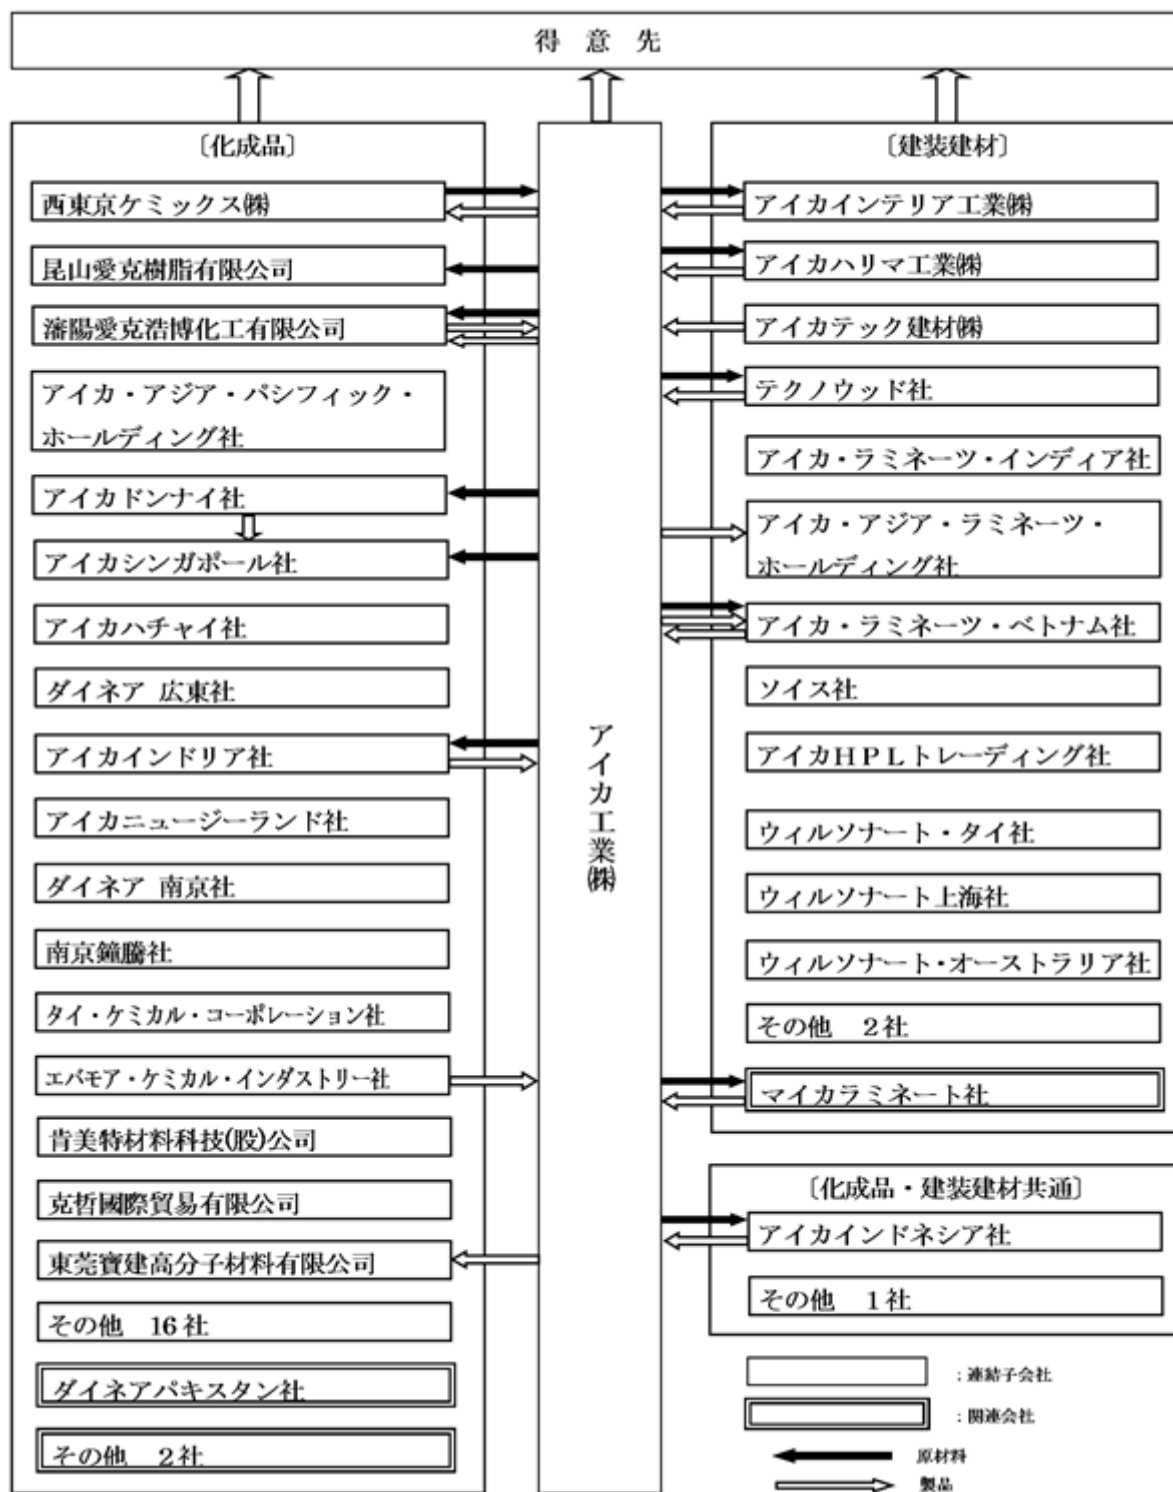 得意先
〔化成品〕
西東京ケミックス㈱
昆山愛克樹脂有限公司
瀋陽愛克浩博化工有限公司
アイカ・アジア・パシフィック・
ホールディング社
アイカドンナイ社
アイカシンガポール社
アイカハチャイ社
ダイネア 広東社
アイカインドリア社
アイカニュージーランド社
ダイネア 南京社
南京鐘騰社
タイ・ケミカル・コーポレーション社
エバモア・ケミカル・インダストリー社
肯美特材料科技(股)公司
克哲國際貿易有限公司
東莞寶建高分子材料有限公司
その他 16社
ダイネアパキスタン社
その他 2社
アイカ工業㈱
〔建装建材〕
アイカインテリア工業㈱
アイカハリマ工業㈱
アイカテック建材㈱
テクノウッド社
アイカ・ラミネーツ・インディア社
アイカ・アジア・ラミネーツ・
ホールディング社
アイカ・ラミネーツ・ベトナム社
ソイス社
アイカHPLトレーディング社
ウィルソナート・タイ社
ウィルソナート上海社
ウィルソナート・オーストラリア社
その他 2社
マイカラミネート社
〔化成品・建装建材共通〕
アイカインドネシア社
その他 1社
：連結子会社
：関連会社
原材料
製品